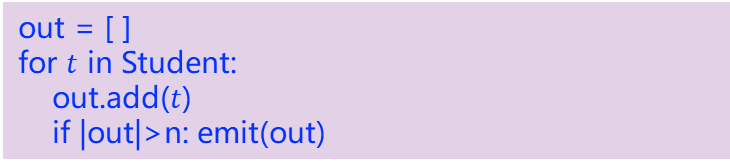 out = [ ]
for t in Student:
out.add(t)
if |out|>n: emit(out)